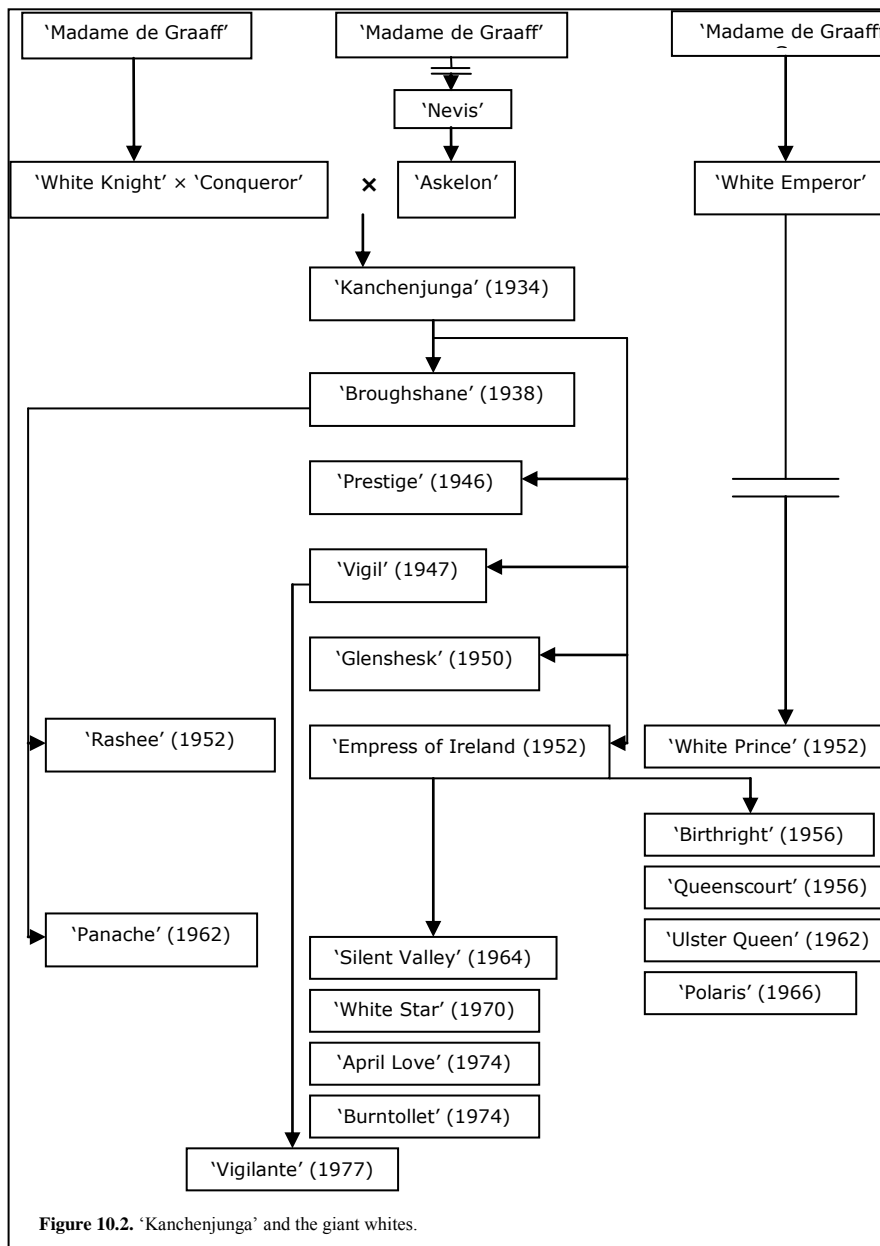 ‘Madame de Graaff’
‘Madame de Graaff’
‘Madame de Graaff’
‘Nevis’
‘White Knight’ × ‘Conqueror’
×
‘Askelon’
‘White Emperor’
‘Kanchenjunga’ (1934)
‘Broughshane’ (1938)
‘Prestige’ (1946)
‘Vigil’ (1947)
‘Glenshesk’ (1950)
‘Rashee’ (1952)
‘Empress of Ireland (1952)
‘White Prince’ (1952)
‘Birthright’ (1956)
‘Queenscourt’ (1956)
‘Panache’ (1962)
‘Ulster Queen’ (1962)
‘Silent Valley’ (1964)
‘Polaris’ (1966)
‘White Star’ (1970)
‘April Love’ (1974)
‘Burntollet’ (1974)
‘Vigilante’ (1977)
Figure 10.2. ‘Kanchenjunga’ and the giant whites.